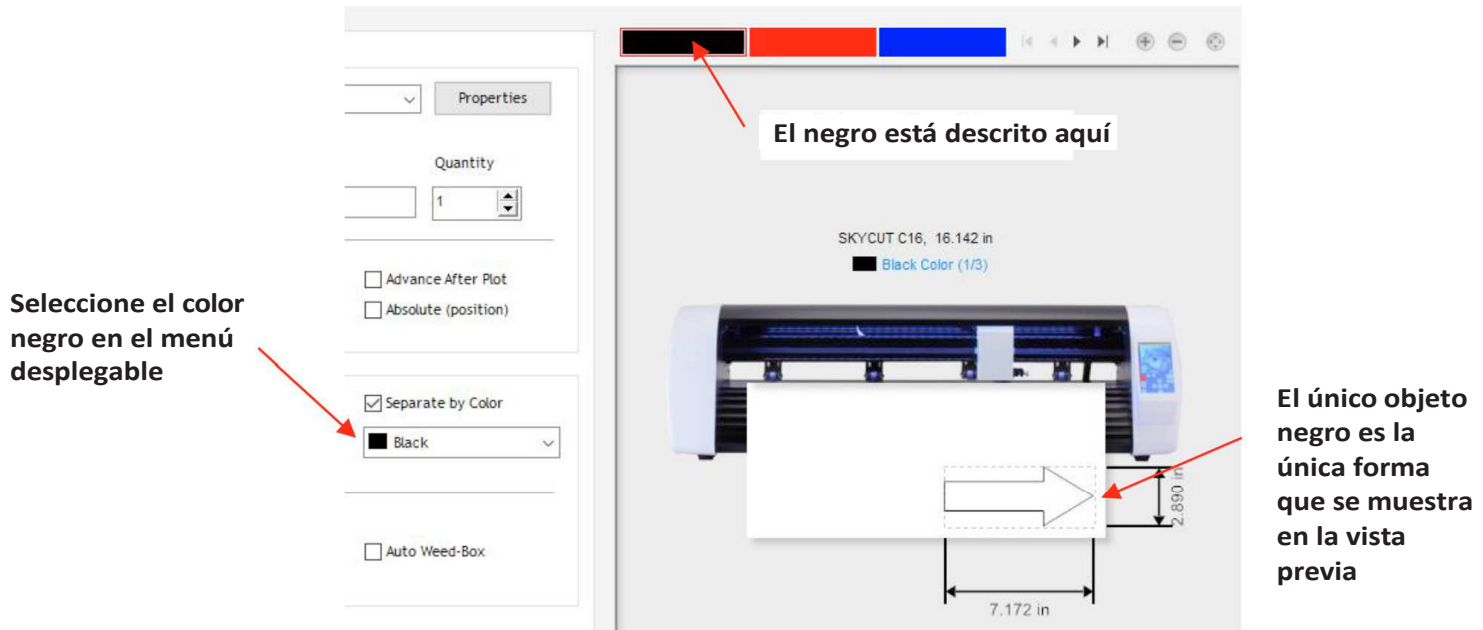 Properties
El negro está descrito aquí
Quantity
1
SKYCUT C16, 16.142 in
Black Color (1/3)
Advance After Plot
Absolute (position)
Seleccione el color
negro en el menú
desplegable
Separate by Color
Black
El único objeto
negro es la
única forma
que se muestra
en la vista
previa
2.890 in
Auto Weed-Box
7.172 in